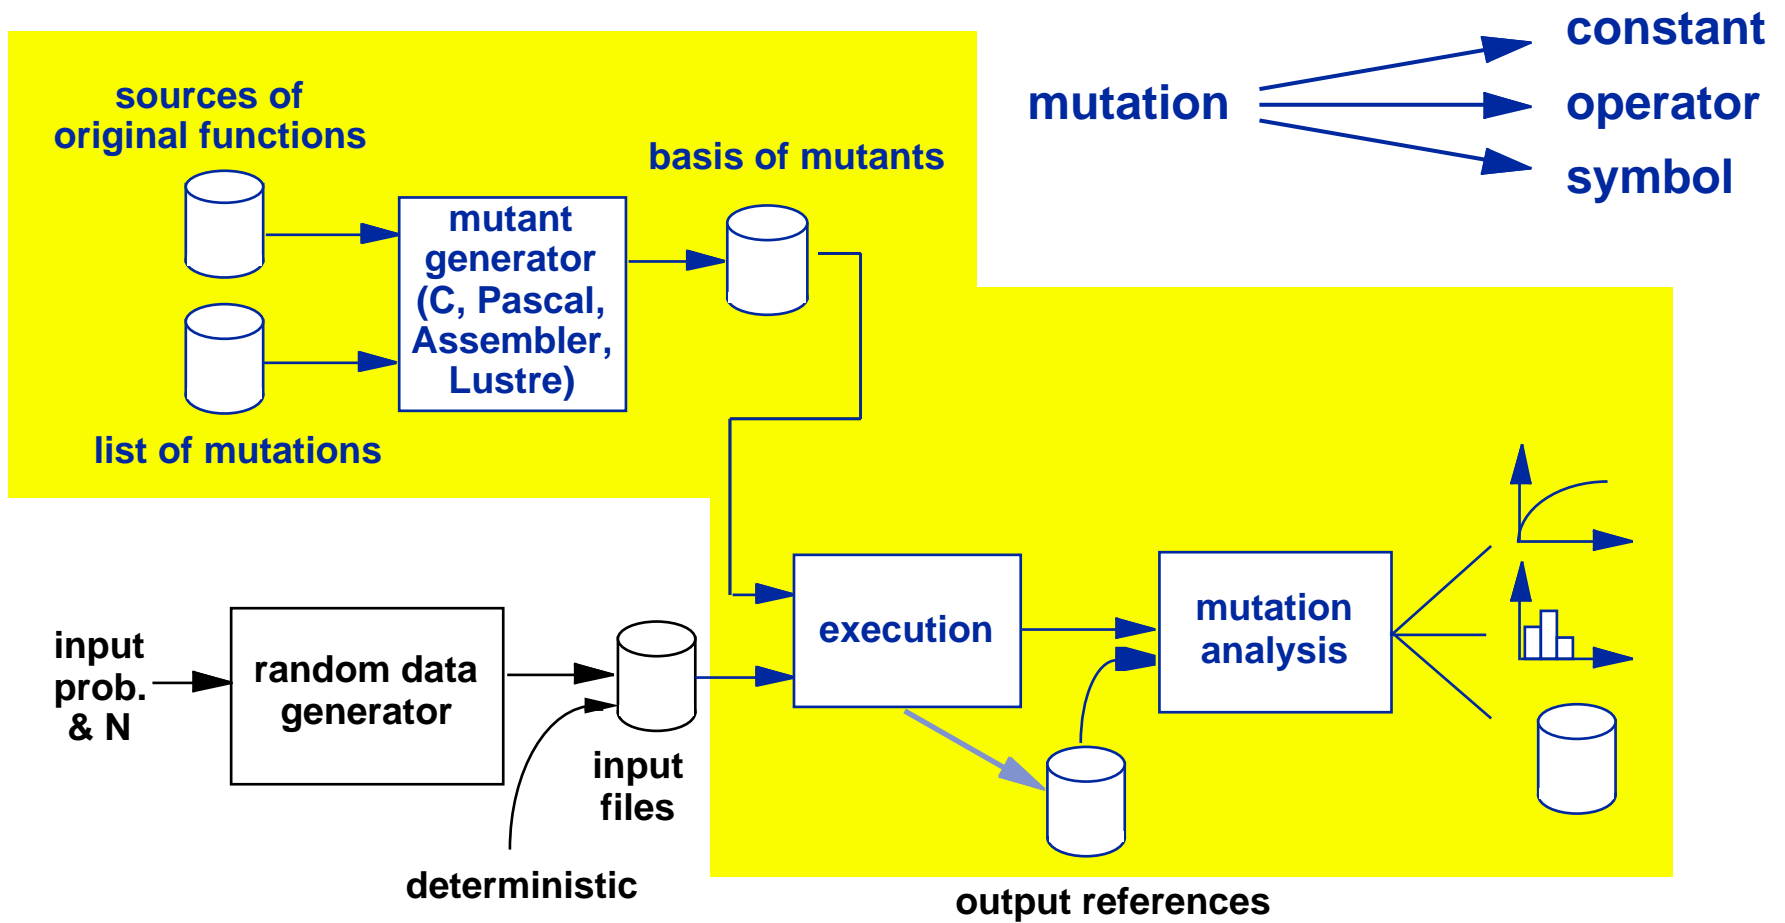 sources of
original functions
mutant
generator
(C, Pascal,
Assembler,
Lustre)
list of mutations
basis of mutants
mutation
constant
operator
symbol
input
prob.
& N
random data
generator
deterministic
input
files
execution
mutation
analysis
output references